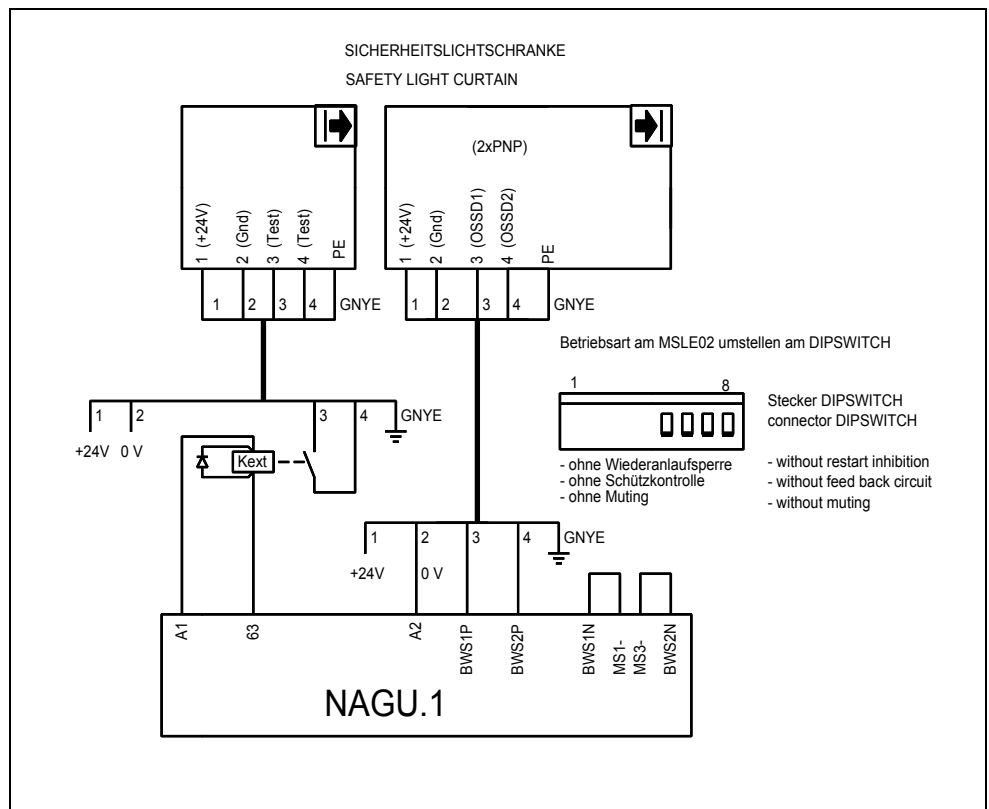 SICHERHEITSLICHTSCHRANKE
SAFETY LIGHT CURTAIN
(2xPNP)
1 (+24V)
2 (Gnd)
3 (Test)
4 (Test)
PE
1 (+24V)
2 (Gnd)
3 (OSSD1)
4 (OSSD2)
PE
1 2 3 4 GNYE
1 2 3 4 GNYE
Betriebsart am MSLE02 umstellen am DIPSWITCH
1 8
Stecker DIPSWITCH
connector DIPSWITCH
- ohne Wiederanlaufsperre
- ohne Schützkontrolle
- ohne Muting
- without restart inhibition
- without feed back circuit
- without muting
1 2 3 4 GNYE
+24V 0 V
Kext
1 2 3 4 GNYE
+24V 0 V
A1
63
A2
BWS1P
BWS2P
BWS1N
MS1-
MS3-
BWS2N
NAGU.1